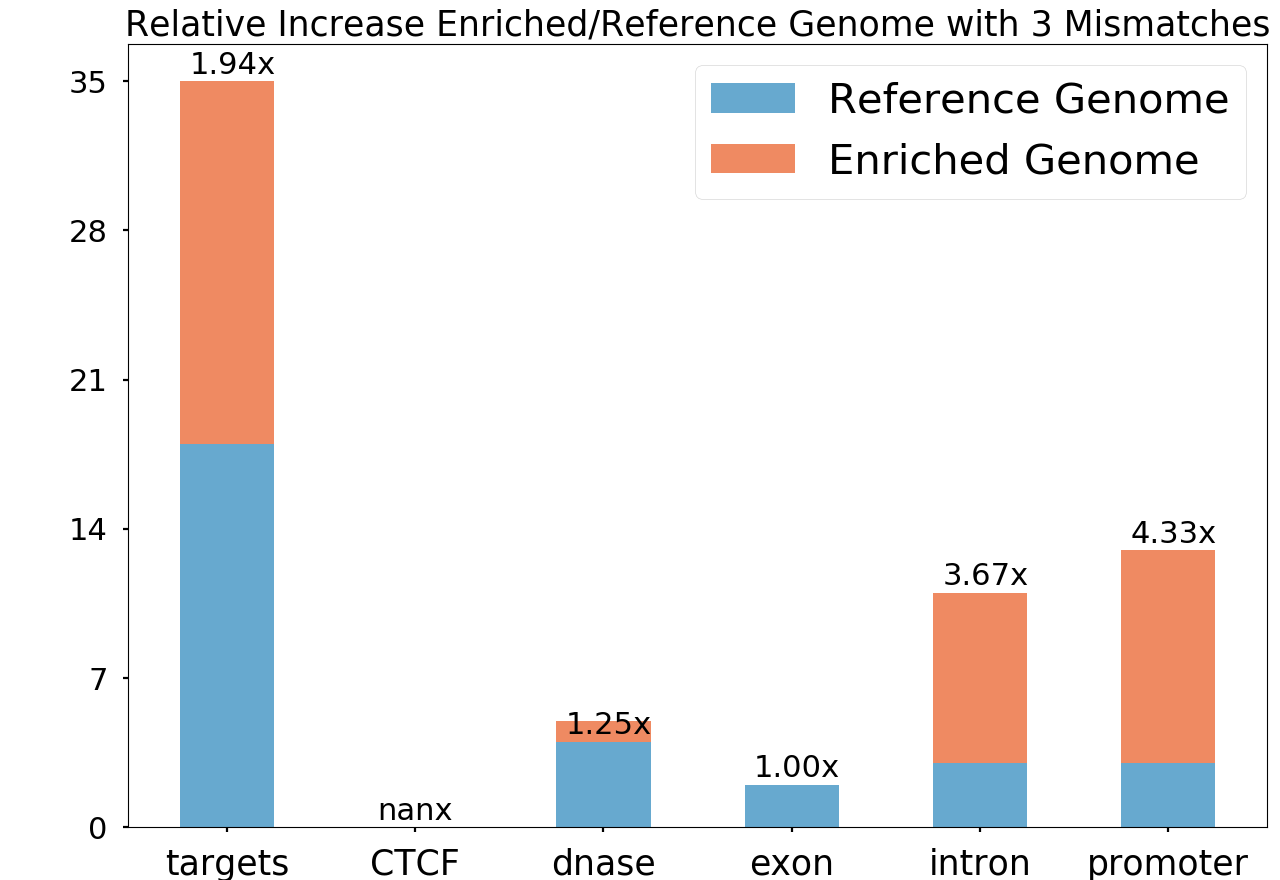 Relative Increase Enriched/Reference Genome with 3 Mismatches
1.94x
35
Reference Genome
Enriched Genome
28
21
14
4.33x
3.67x
7
1.25x
1.00x
nanx
0
targets CTCF dnase exon intron promoter